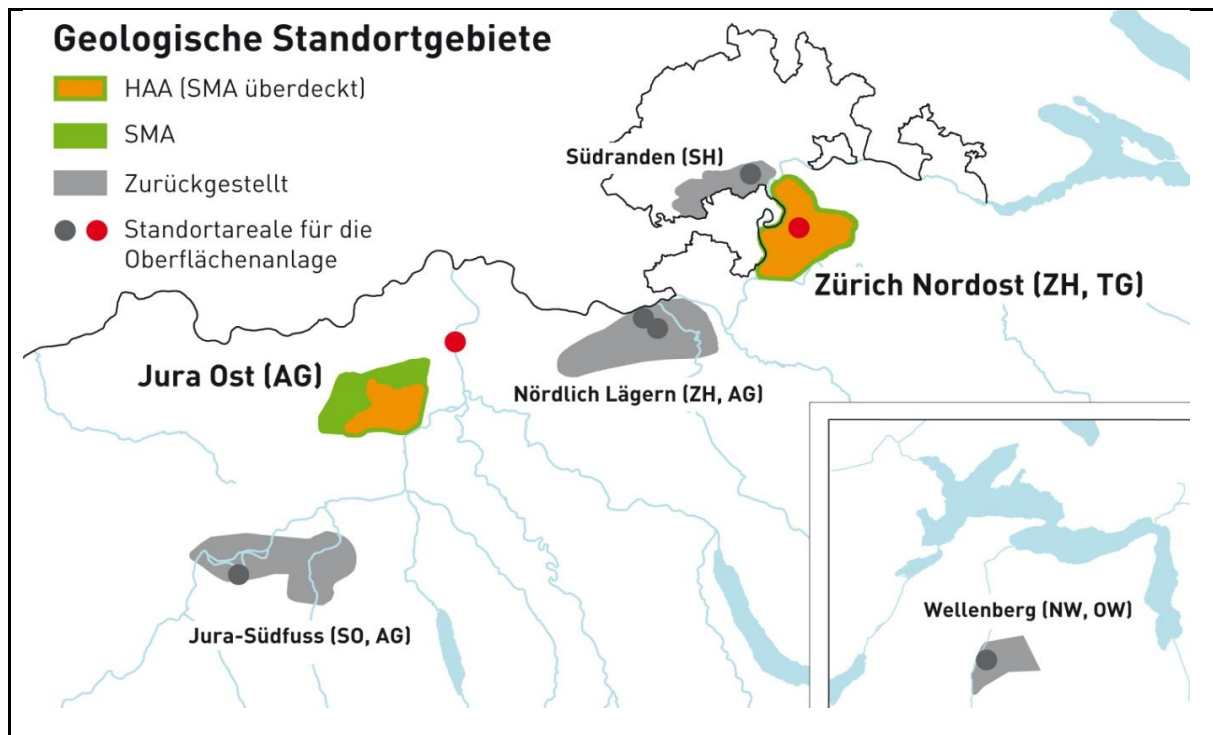 Geologische Standortgebiete
HAA (SMA überdeckt)
SMA
Zurückgestellt
Standortareale für die
Oberflächenanlage
Südranden (SH)
Zürich Nordost (ZH, TG)
Jura Ost (AG)
Nördlich Lägern (ZH, AG)
Jura-Südfuss (SO, AG)
Wellenberg (NW, OW)